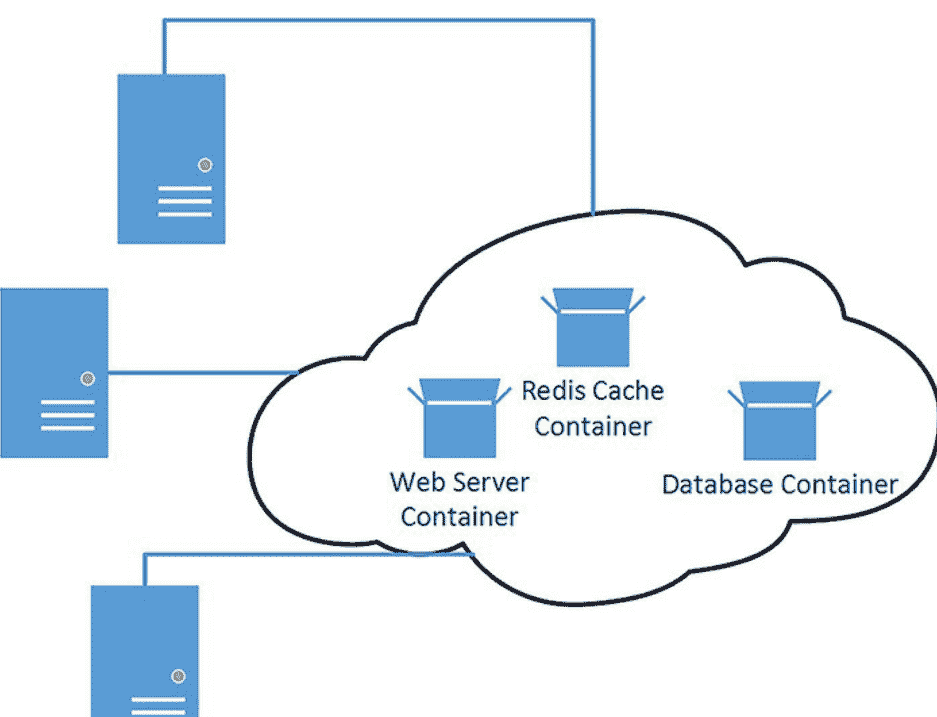 Redis Cache
Container
Web Server
Container
Database Container